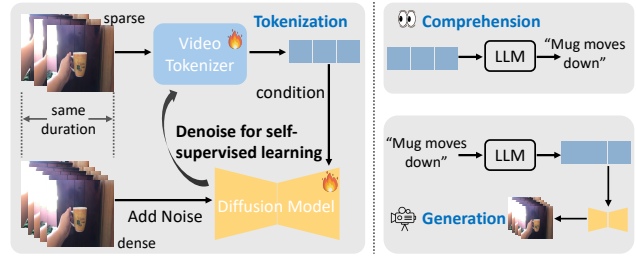 sparse
Tokenization
Video
Tokenizer
same
duration
condition
Denoise for self-
supervised learning
Add Noise
Diffusion Model
dense
Comprehension
LLM
“Mug moves
down”
“Mug moves
down”
LLM
Generation